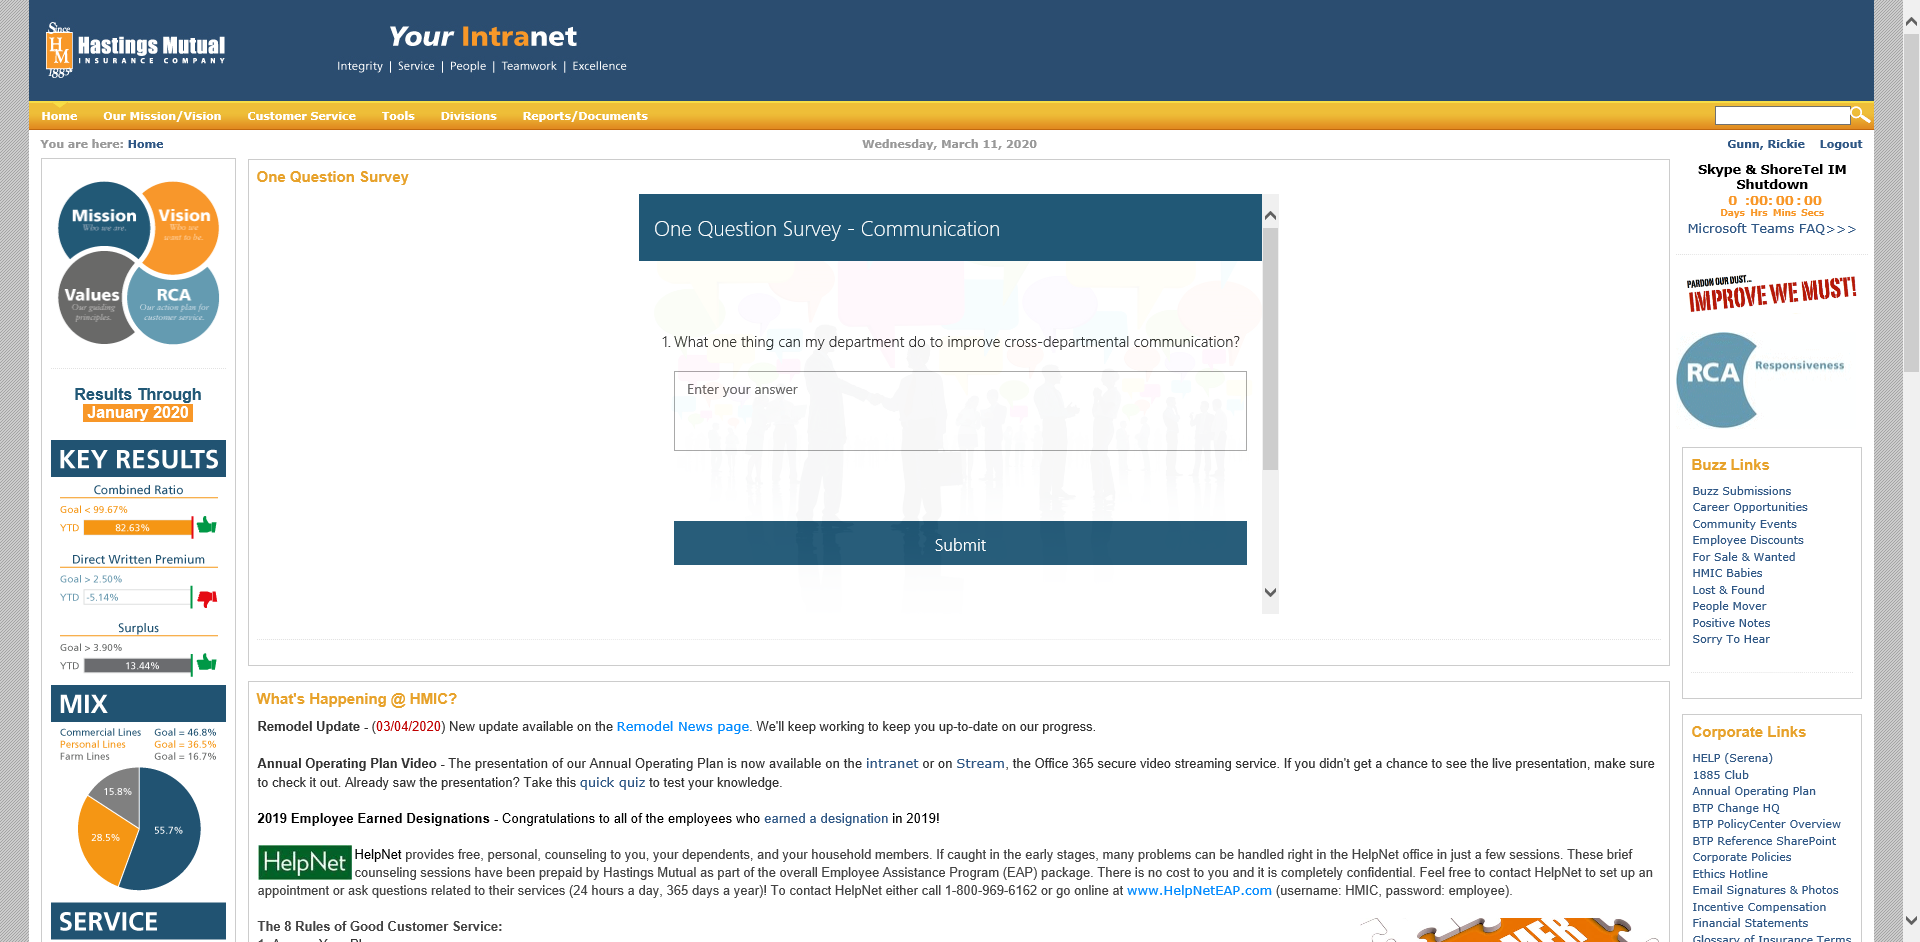 Since
HM
1885
Hastings Mutual
INSURANCE COMPANY
Your Intranet
Integrity | Service | People | Teamwork | Excellence
Home Our Mission/Vision Customer Service Tools Divisions Reports/Documents
You are here: Home
Wednesday, March 11, 2020
Gunn, Rickie Logout
Mission
Who we are.
Vision
Who we
want to be.
Values
Our guiding
principles.
RCA
Our action plan for
customer service.
Results Through
January 2020
KEY RESULTS
Combined Ratio
Goal < 99.67%
YTD 82.63%
Direct Written Premium
Goal > 2.50%
YTD -5.14%
Surplus
Goal > 3.90%
YTD 13.44%
MIX
Commercial Lines Goal = 46.8%
Personal Lines Goal = 36.5%
Farm Lines Goal = 16.7%
15.8%
28.5%
55.7%
SERVICE
One Question Survey
One Question Survey - Communication
1. What one thing can my department do to improve cross-departmental communication?
Enter your answer
Submit
What's Happening @ HMIC?
Remodel Update - (03/04/2020) New update available on the Remodel News page. We'll keep working to keep you up-to-date on our progress.
Annual Operating Plan Video - The presentation of our Annual Operating Plan is now available on the intranet or on Stream, the Office 365 secure video streaming service. If you didn't get a chance to see the live presentation, make sure
to check it out. Already saw the presentation? Take this quick quiz to test your knowledge.
2019 Employee Earned Designations - Congratulations to all of the employees who earned a designation in 2019!
HelpNet
HelpNet provides free, personal, counseling to you, your dependents, and your household members. If caught in the early stages, many problems can be handled right in the HelpNet office in just a few sessions. These brief
counseling sessions have been prepaid by Hastings Mutual as part of the overall Employee Assistance Program (EAP) package. There is no cost to you and it is completely confidential. Feel free to contact HelpNet to set up an
appointment or ask questions related to their services (24 hours a day, 365 days a year)! To contact HelpNet either call 1-800-969-6162 or go online at www.HelpNetEAP.com (username: HMIC, password: employee).
The 8 Rules of Good Customer Service:
Skype & ShoreTel IM
Shutdown
0 :00: 00 : 00
Days Hrs Mins Secs
Microsoft Teams FAQ>>>
PARDON OUR DUST...
IMPROVE WE MUST!
RCA
Responsiveness
Buzz Links
Buzz Submissions
Career Opportunities
Community Events
Employee Discounts
For Sale & Wanted
HMIC Babies
Lost & Found
People Mover
Positive Notes
Sorry To Hear
Corporate Links
HELP (Serena)
1885 Club
Annual Operating Plan
BTP Change HQ
BTP PolicyCenter Overview
BTP Reference SharePoint
Corporate Policies
Ethics Hotline
Email Signatures & Photos
Incentive Compensation
Financial Statements
Glossary of Insurance Terms